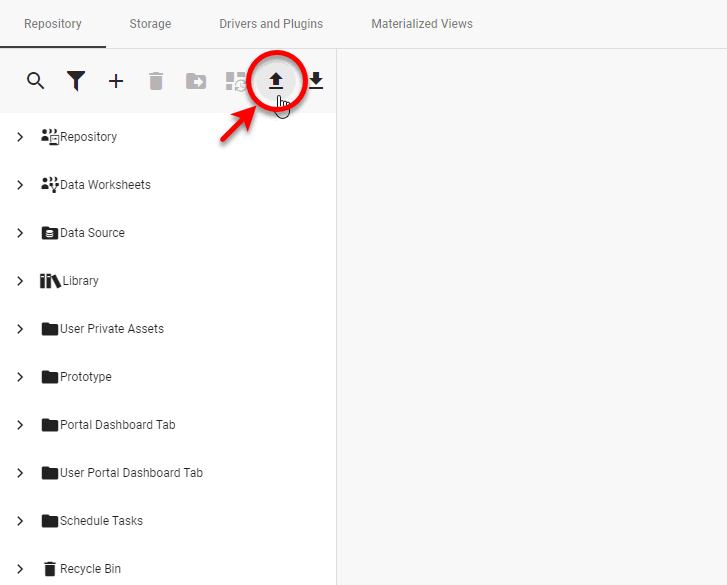 Repository Storage Drivers and Plugins Materialized Views
Repository
Data Worksheets
Data Source
Library
User Private Assets
Prototype
Portal Dashboard Tab
User Portal Dashboard Tab
Schedule Tasks
Recycle Bin